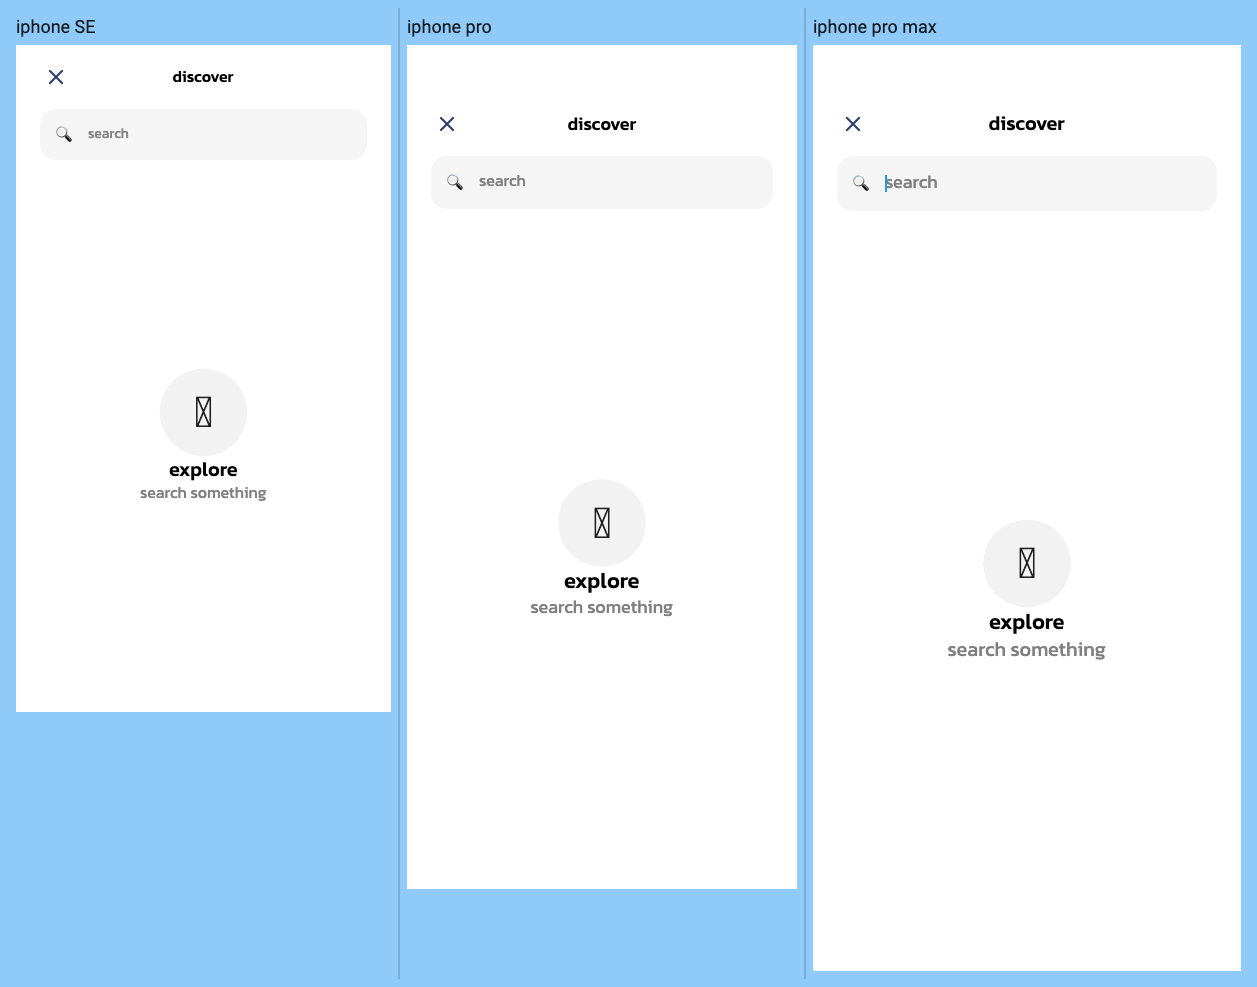 iphone SE
discover
search
explore
search something
iphone pro
discover
search
explore
search something
iphone pro max
discover
search
explore
search something